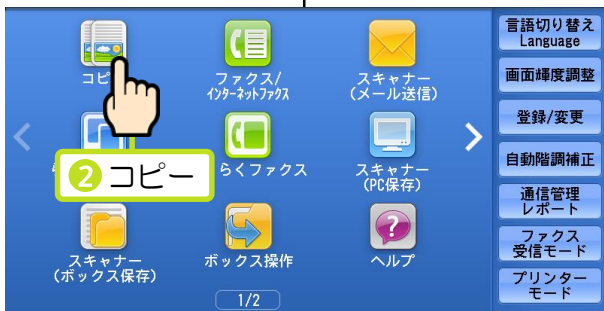 コピ
ファクス/
インターネットファクス
スキャナー
(メール送信)
言語切り替え
Language
画面輝度調整
登録/変更
自動階調補正
通信管理
レポート
ファクス
受信モード
プリンター
モード
❷ コピー
らくファクス
スキャナー
(PC保存)
スキャナー
(ボックス保存)
ボックス操作
ヘルプ
1/2